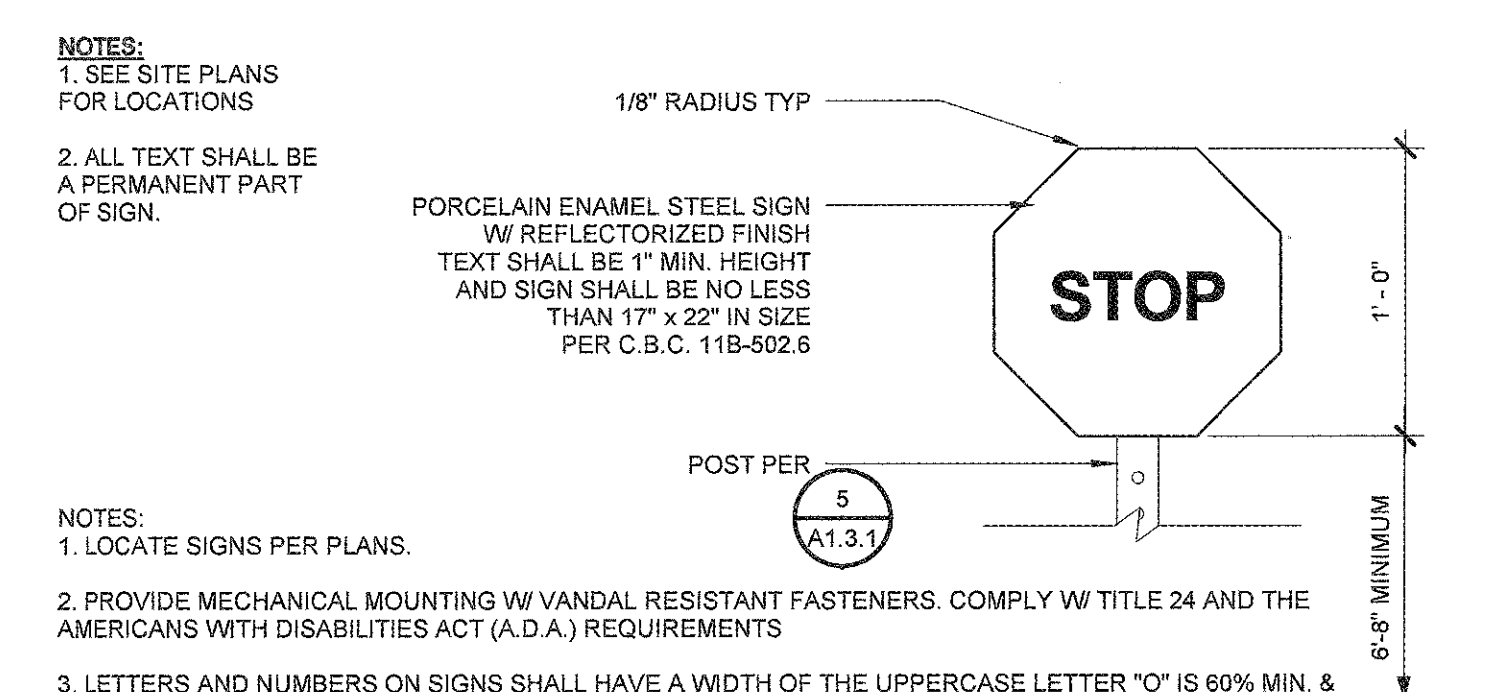 NOTES:
1. SEE SITE PLANS
FOR LOCATIONS
2. ALL TEXT SHALL BE
A PERMANENT PART
OF SIGN.
1/8" RADIUS TYP
PORCELAIN ENAMEL STEEL SIGN
W/ REFLECTORIZED FINISH
TEXT SHALL BE 1" MIN. HEIGHT
AND SIGN SHALL BE NO LESS
THAN 17" x 22" IN SIZE
PER C.B.C. 11B-502.6
STOP
1' - 0"
POST PER
5
A1.3.1
6'-8" MINIMUM
NOTES:
1. LOCATE SIGNS PER PLANS.
2. PROVIDE MECHANICAL MOUNTING W/ VANDAL RESISTANT FASTENERS. COMPLY W/ TITLE 24 AND THE
AMERICANS WITH DISABILITIES ACT (A.D.A.) REQUIREMENTS
3. LETTERS AND NUMBERS ON SIGNS SHALL HAVE A WIDTH OF THE UPPERCASE LETTER "O" IS 60% MIN. &